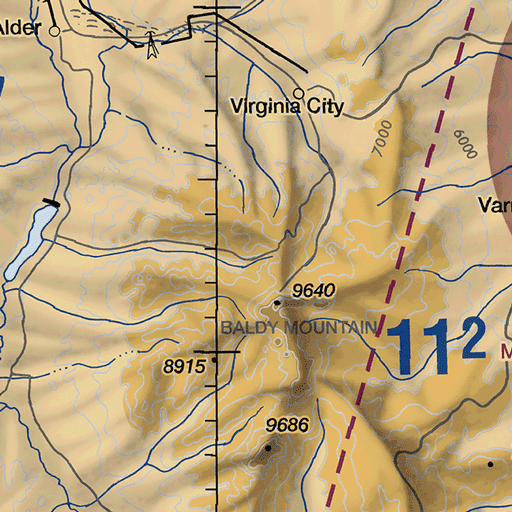 Alder
Virginia City
7000
6000
Var
9640
BALDY MOUNTAIN
11²
8915
M
9686